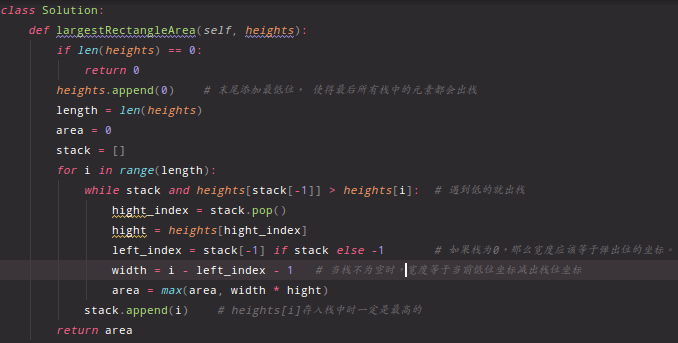 class Solution:
def largestRectangleArea(self, heights):
if len(heights) == 0:
return 0
heights.append(0) # 末尾添加最低位， 使得最后所有栈中的元素都会出栈
length = len(heights)
area = 0
stack = []
for i in range(length):
while stack and heights[stack[-1]] > heights[i]: # 遇到低的就出栈
hight_index = stack.pop()
hight = heights[hight_index]
left_index = stack[-1] if stack else -1 # 如果栈为0，那么宽度应该等于弹出位的坐标。
width = i - left_index - 1 # 当栈不为空时，宽度等于当前低位坐标减出栈位坐标
area = max(area, width * hight)
stack.append(i) # heights[i]存入栈中时一定是最高的
return area